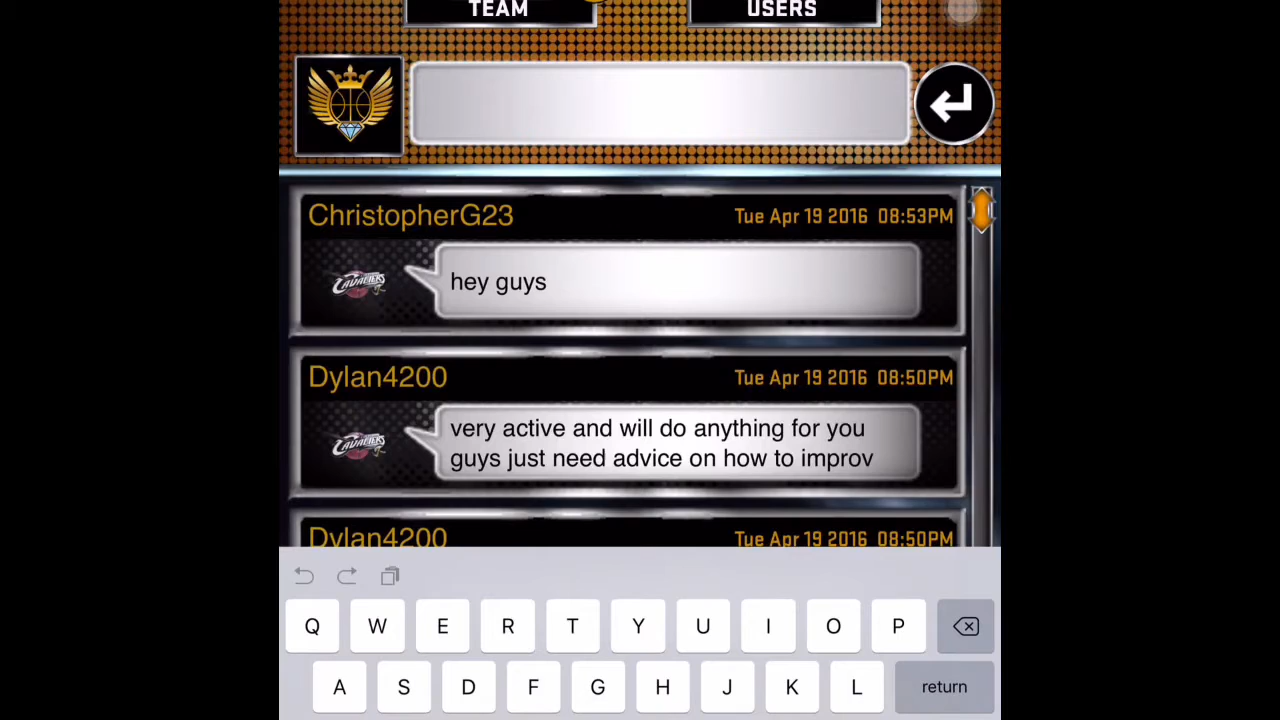 TEAM USERS
ChristopherG23 Tue Apr 19 2016 08:53PM
CAVALIERS
hey guys
Dylan4200 Tue Apr 19 2016 08:50PM
CAVALIERS
very active and will do anything for you
guys just need advice on how to improv
Dylan4200 Tue Apr 19 2016 08:50PM
Q W E R T Y U I O P
A S D F G H J K L return